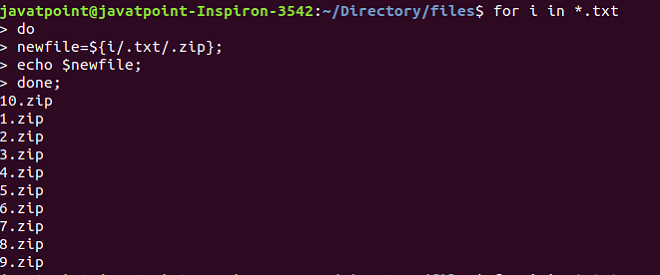 javatpoint@javatpoint-Inspiron-3542:~/Directory/files$ for i in *.txt
> do
> newfile=${i/.txt/.zip};
> echo $newfile;
> done;
10.zip
1.zip
2.zip
3.zip
4.zip
5.zip
6.zip
7.zip
8.zip
9.zip